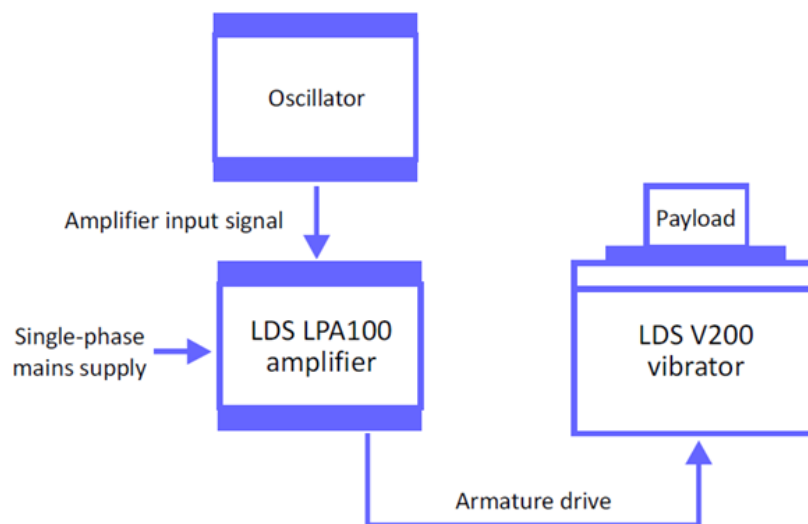 Oscillator
Amplifier input signal
Payload
Single-phase
mains supply
LDS LPA100
amplifier
LDS V200
vibrator
Armature drive